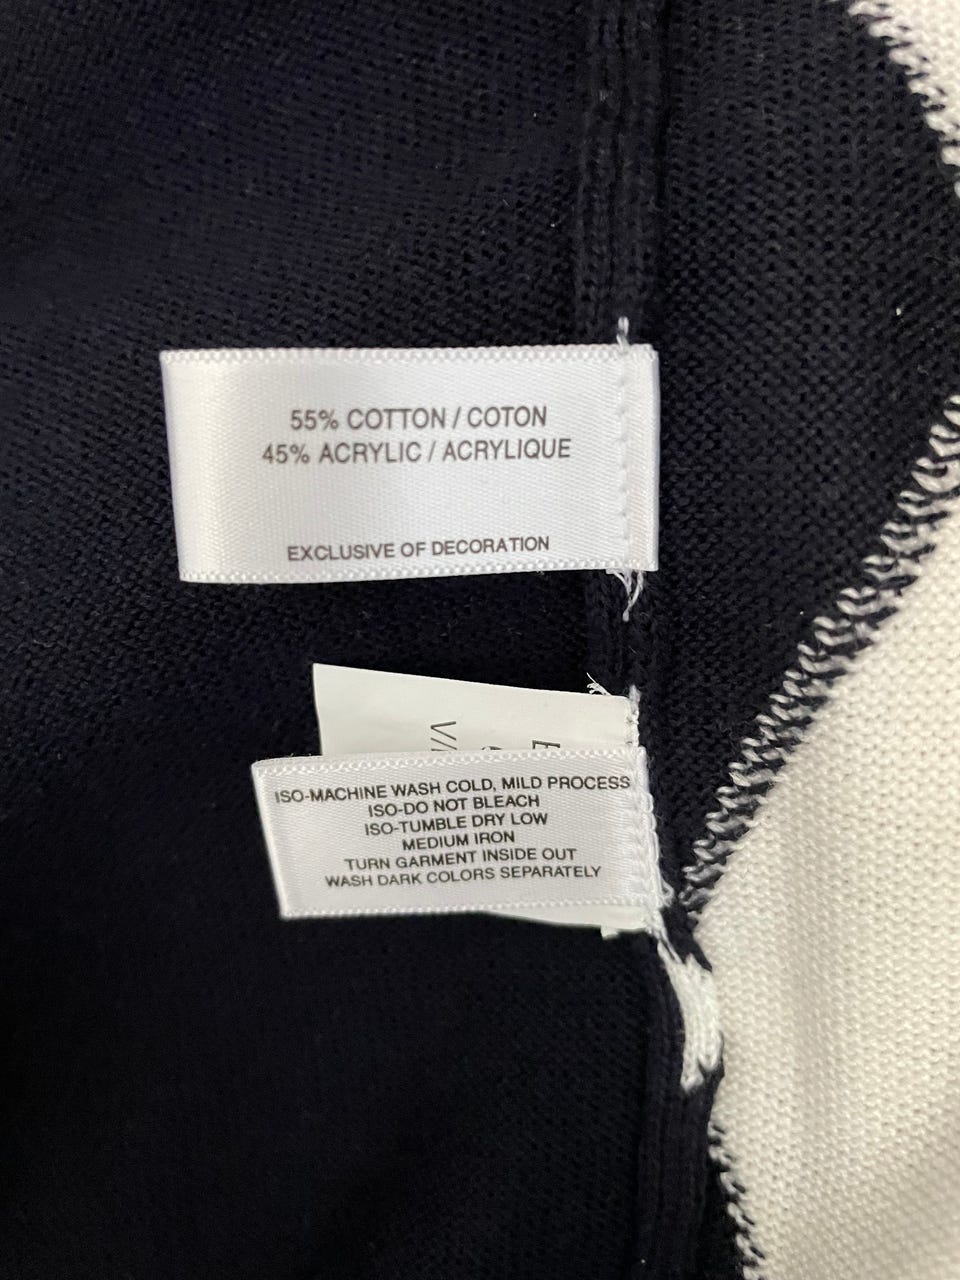 55% COTTON / COTON
45% ACRYLIC / ACRYLIQUE
EXCLUSIVE OF DECORATION
ISO-MACHINE WASH COLD, MILD PROCESS
ISO-DO NOT BLEACH
ISO-TUMBLE DRY LOW
MEDIUM IRON
TURN GARMENT INSIDE OUT
WASH DARK COLORS SEPARATELY